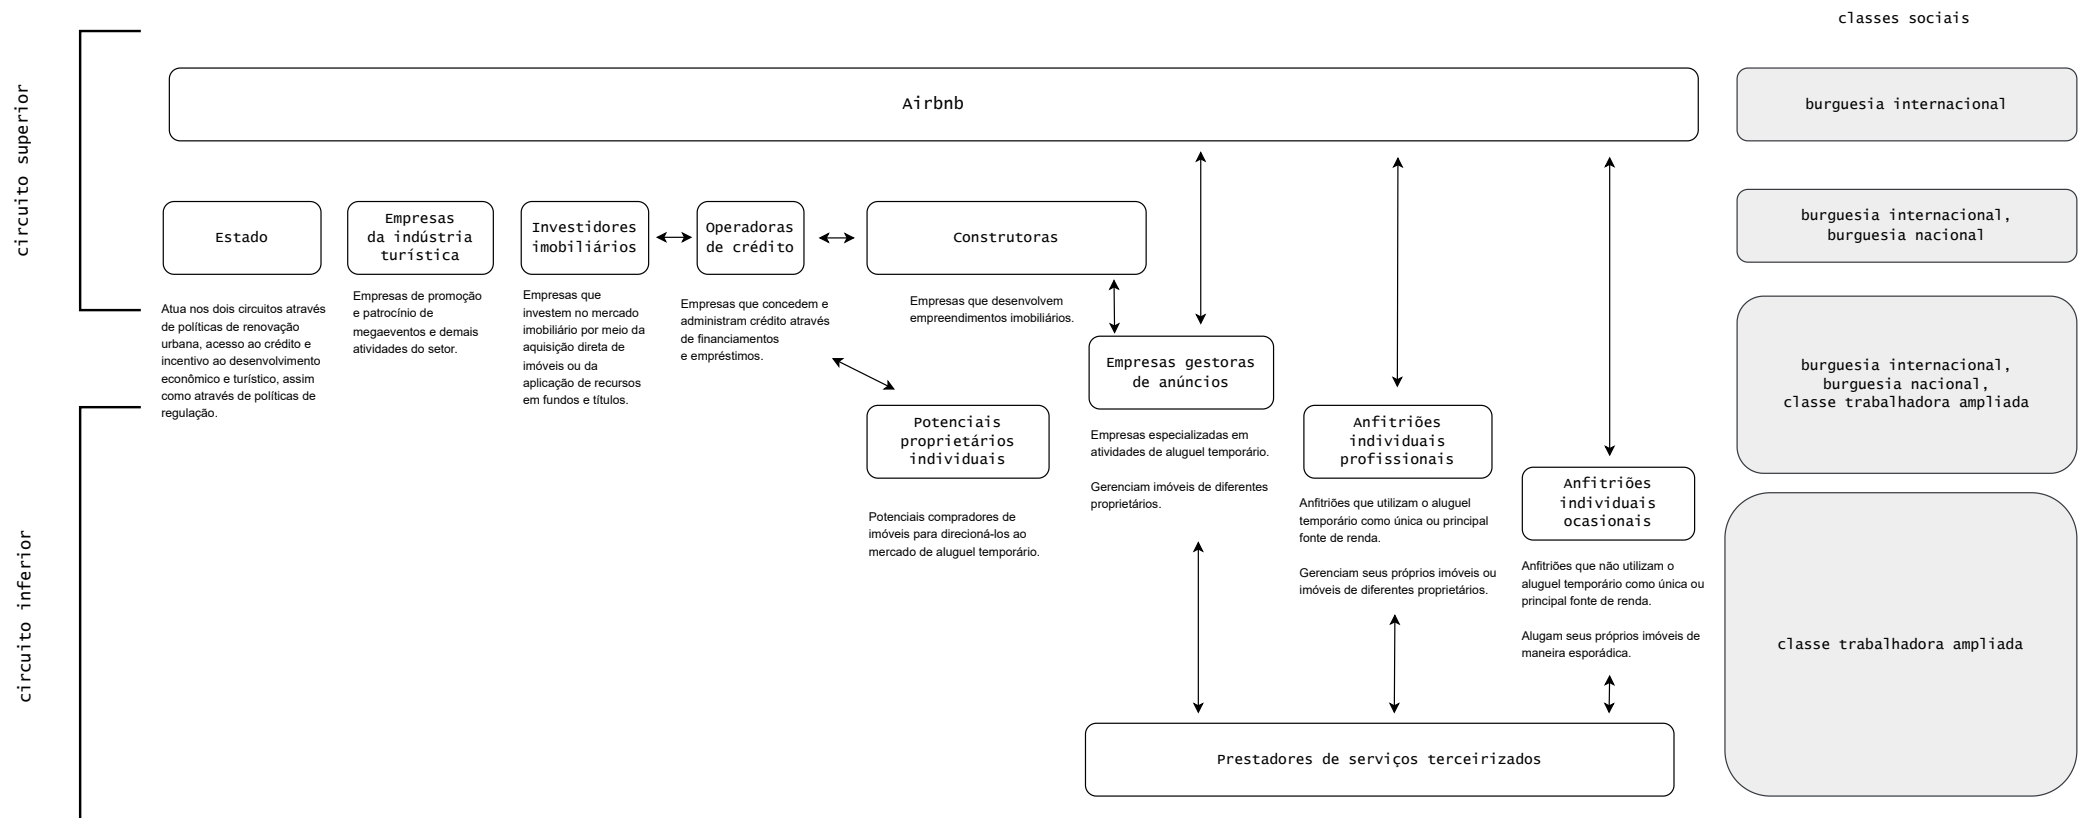 classes sociais
circuito superior
Airbnb
burguesia internacional
Estado
Empresas
da indústria
turística
Investidores
imobiliários
Operadoras
de crédito
Construtoras
burguesia internacional,
burguesia nacional
Atua nos dois circuitos através
de políticas de renovação
urbana, acesso ao crédito e
incentivo ao desenvolvimento
econômico e turístico, assim
como através de políticas de
regulação.
Empresas de promoção
e patrocínio de
megaeventos e demais
atividades do setor.
Empresas que
investem no mercado
imobiliário por meio da
aquisição direta de
imóveis ou da
aplicação de recursos
em fundos e títulos.
Empresas que concedem e
administram crédito através
de financiamentos
e empréstimos.
Empresas que desenvolvem
empreendimentos imobiliários.
Empresas gestoras
de anúncios
burguesia internacional,
burguesia nacional,
classe trabalhadora ampliada
circuito inferior
Potenciais
proprietários
individuais
Potenciais compradores de
imóveis para direcioná-los ao
mercado de aluguel temporário.
Empresas especializadas em
atividades de aluguel temporário.
Gerenciam imóveis de diferentes
proprietários.
Anfitriões
individuais
profissionais
Anfitriões que utilizam o aluguel
temporário como única ou principal
fonte de renda.
Gerenciam seus próprios imóveis ou
imóveis de diferentes proprietários.
Anfitriões
individuais
ocasionais
Anfitriões que não utilizam o
aluguel temporário como única ou
principal fonte de renda.
Alugam seus próprios imóveis de
maneira esporádica.
classe trabalhadora ampliada
Prestadores de serviços terceirizados